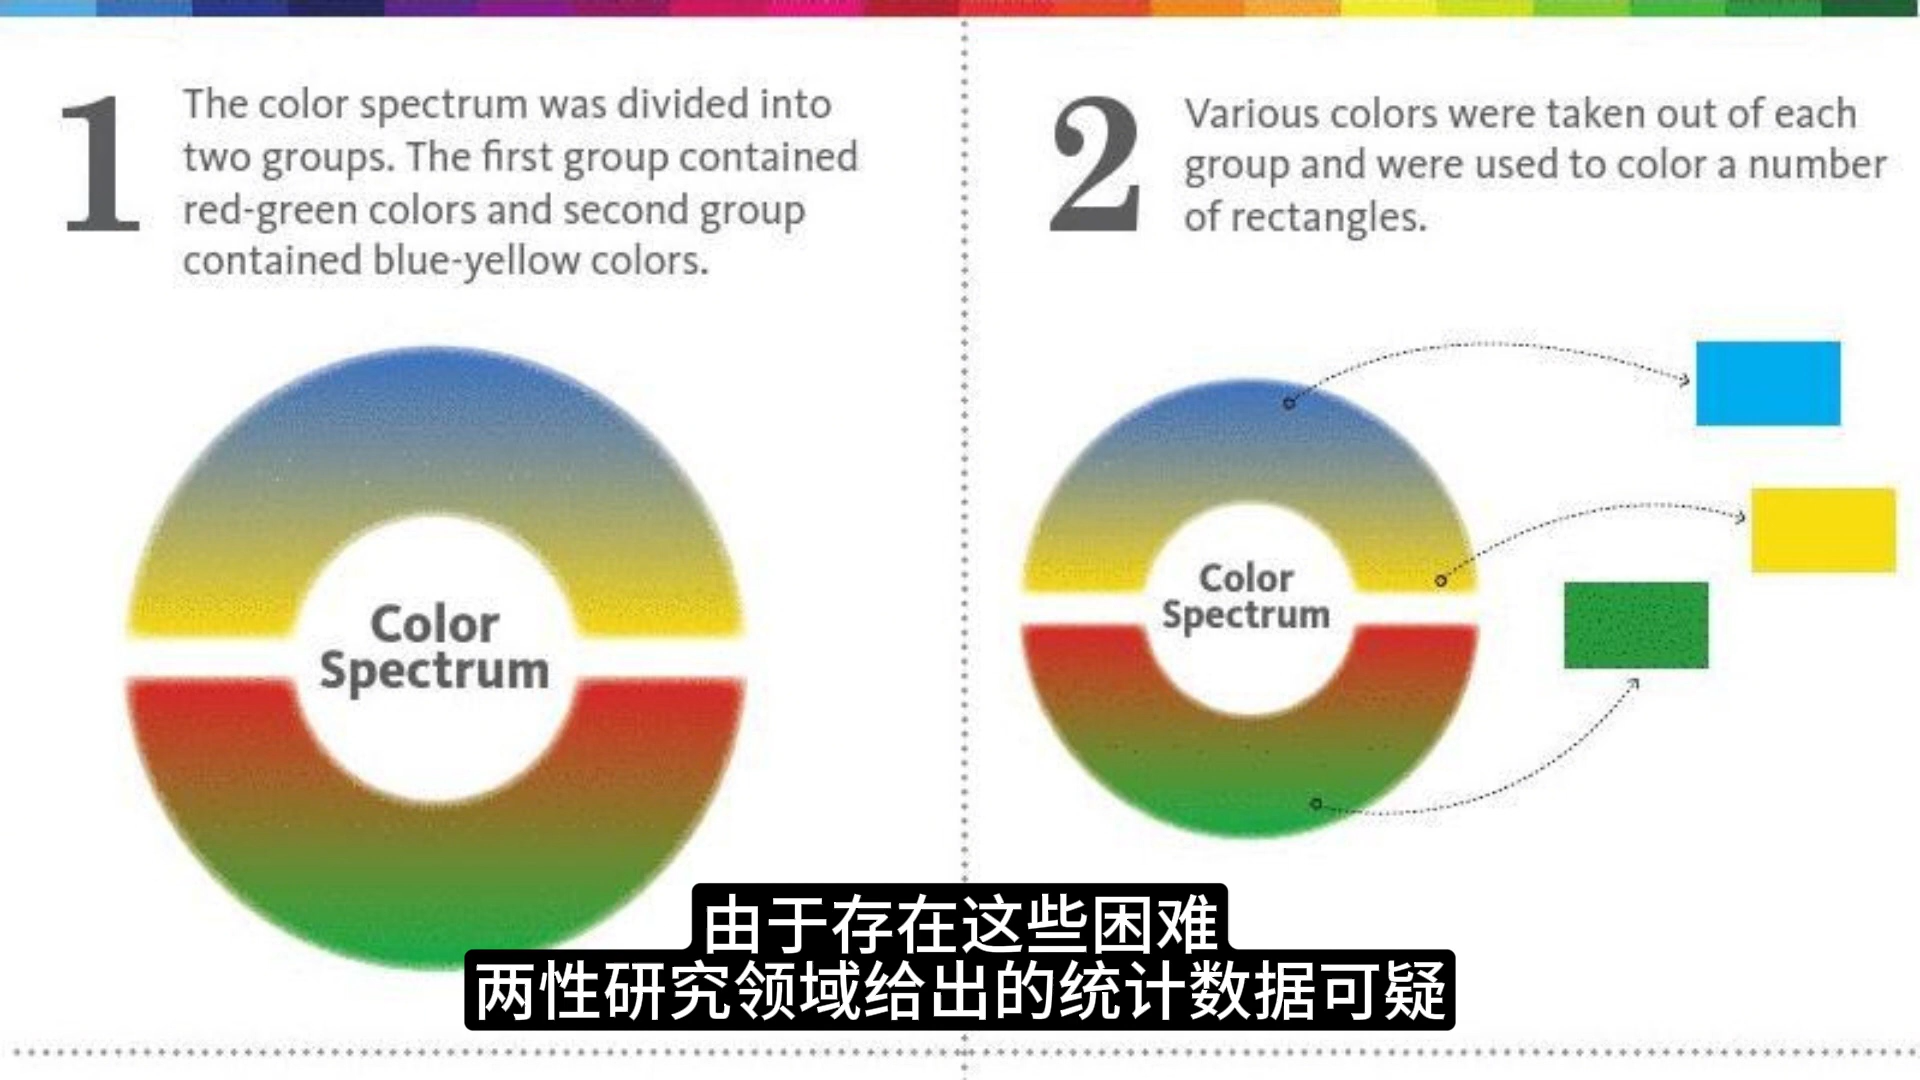 1
The color spectrum was divided into
two groups. The first group contained
red-green colors and second group
contained blue-yellow colors.
Color
Spectrum
2
Various colors were taken out of each
group and were used to color a number
of rectangles.
Color
Spectrum
由于存在这些困难
两性研究领域给出的统计数据可疑